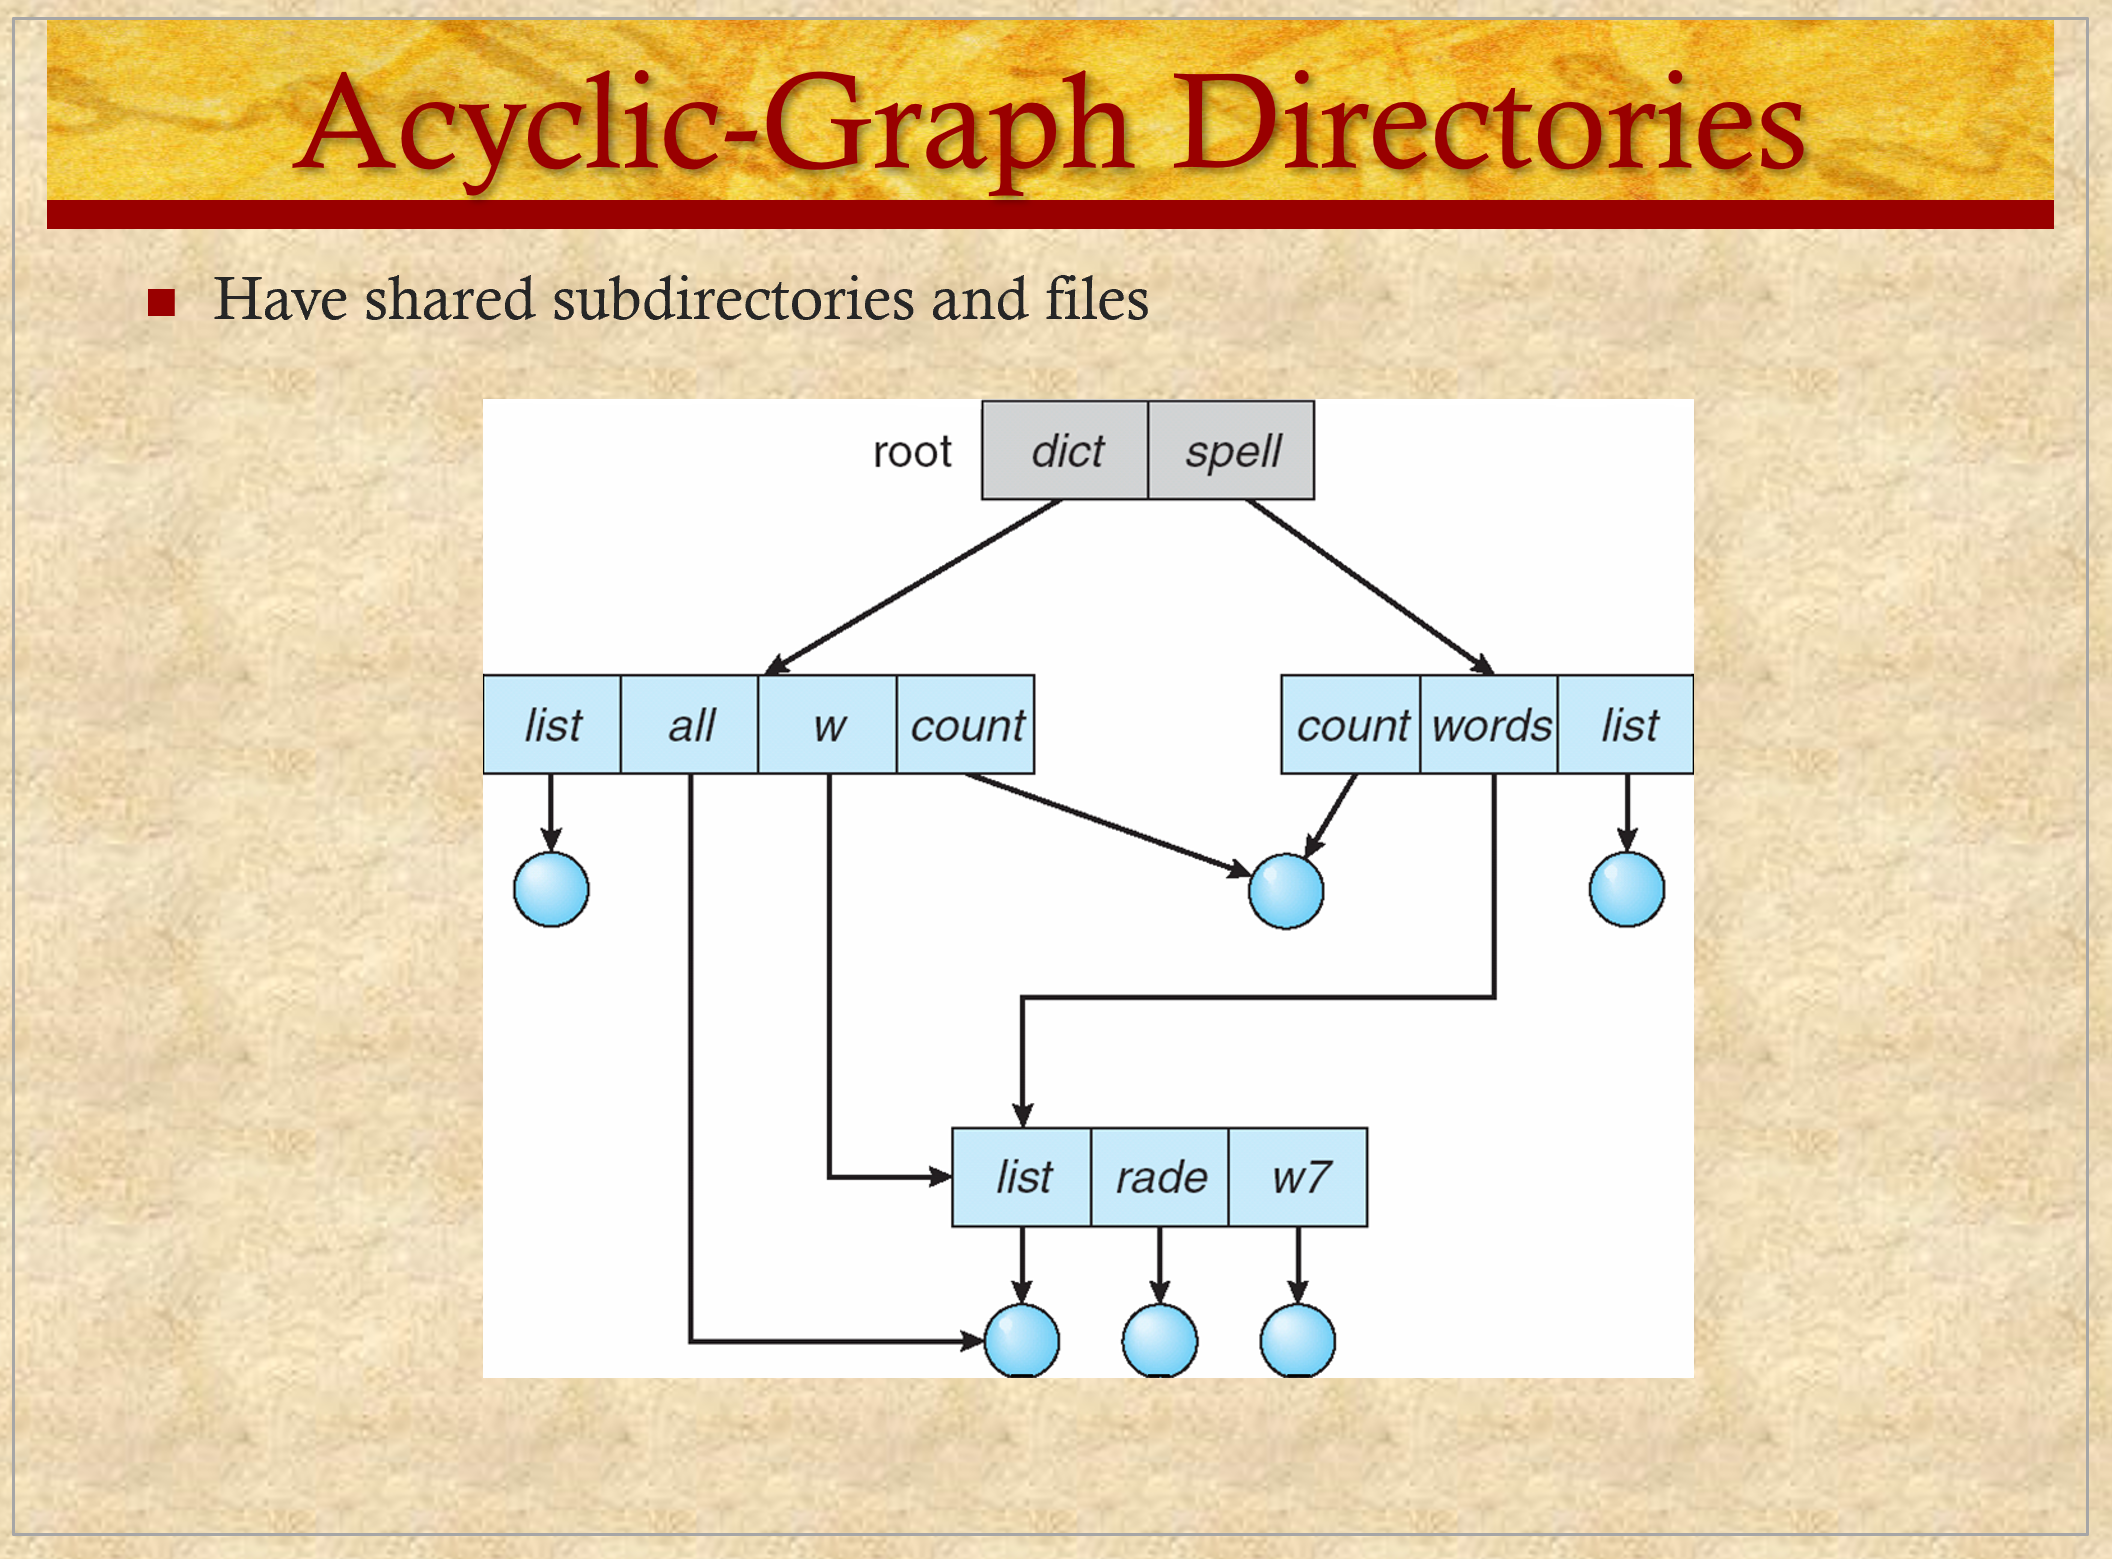 Acyclic-Graph Directories
Have shared subdirectories and files
root dict spell
list all w count count words list
list rade w7